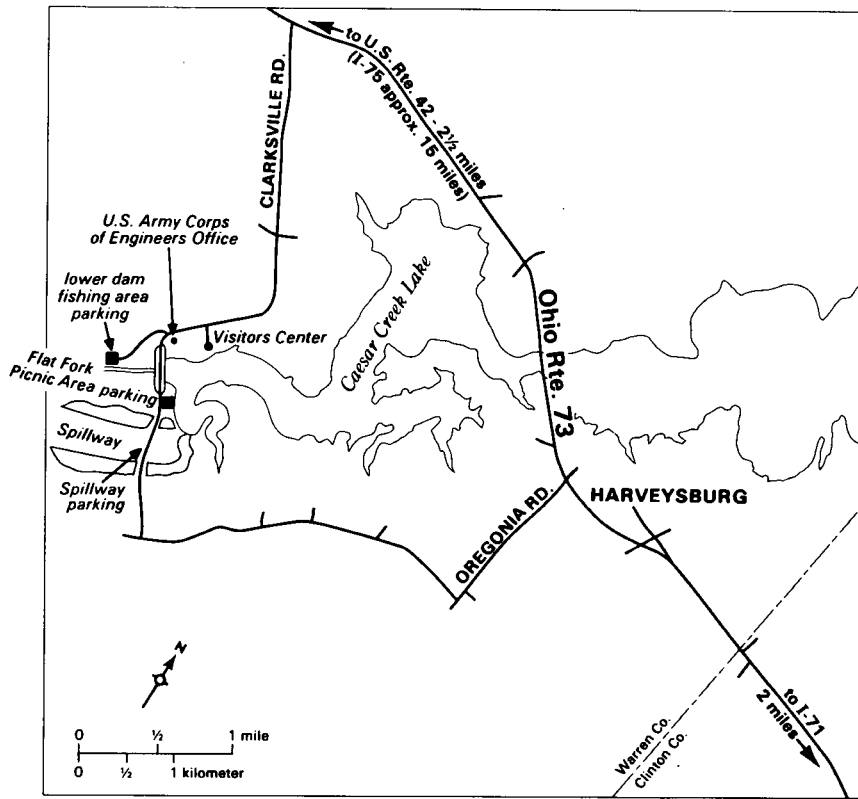 to U.S. Rte. 42 - 2½ miles
(I-75 approx. 15 miles)
CLARKSVILLE RD.
U.S. Army Corps
of Engineers Office
lower dam
fishing area
parking
Visitors Center
Caesar Creek Lake
Ohio Rte. 73
Flat Fork
Picnic Area parking
Spillway
Spillway
parking
HARVEYSBURG
OREGONIA RD.
N
to I-71
2 miles
Warren Co.
Clinton Co.
0 ½ 1 mile
0 ½ 1 kilometer